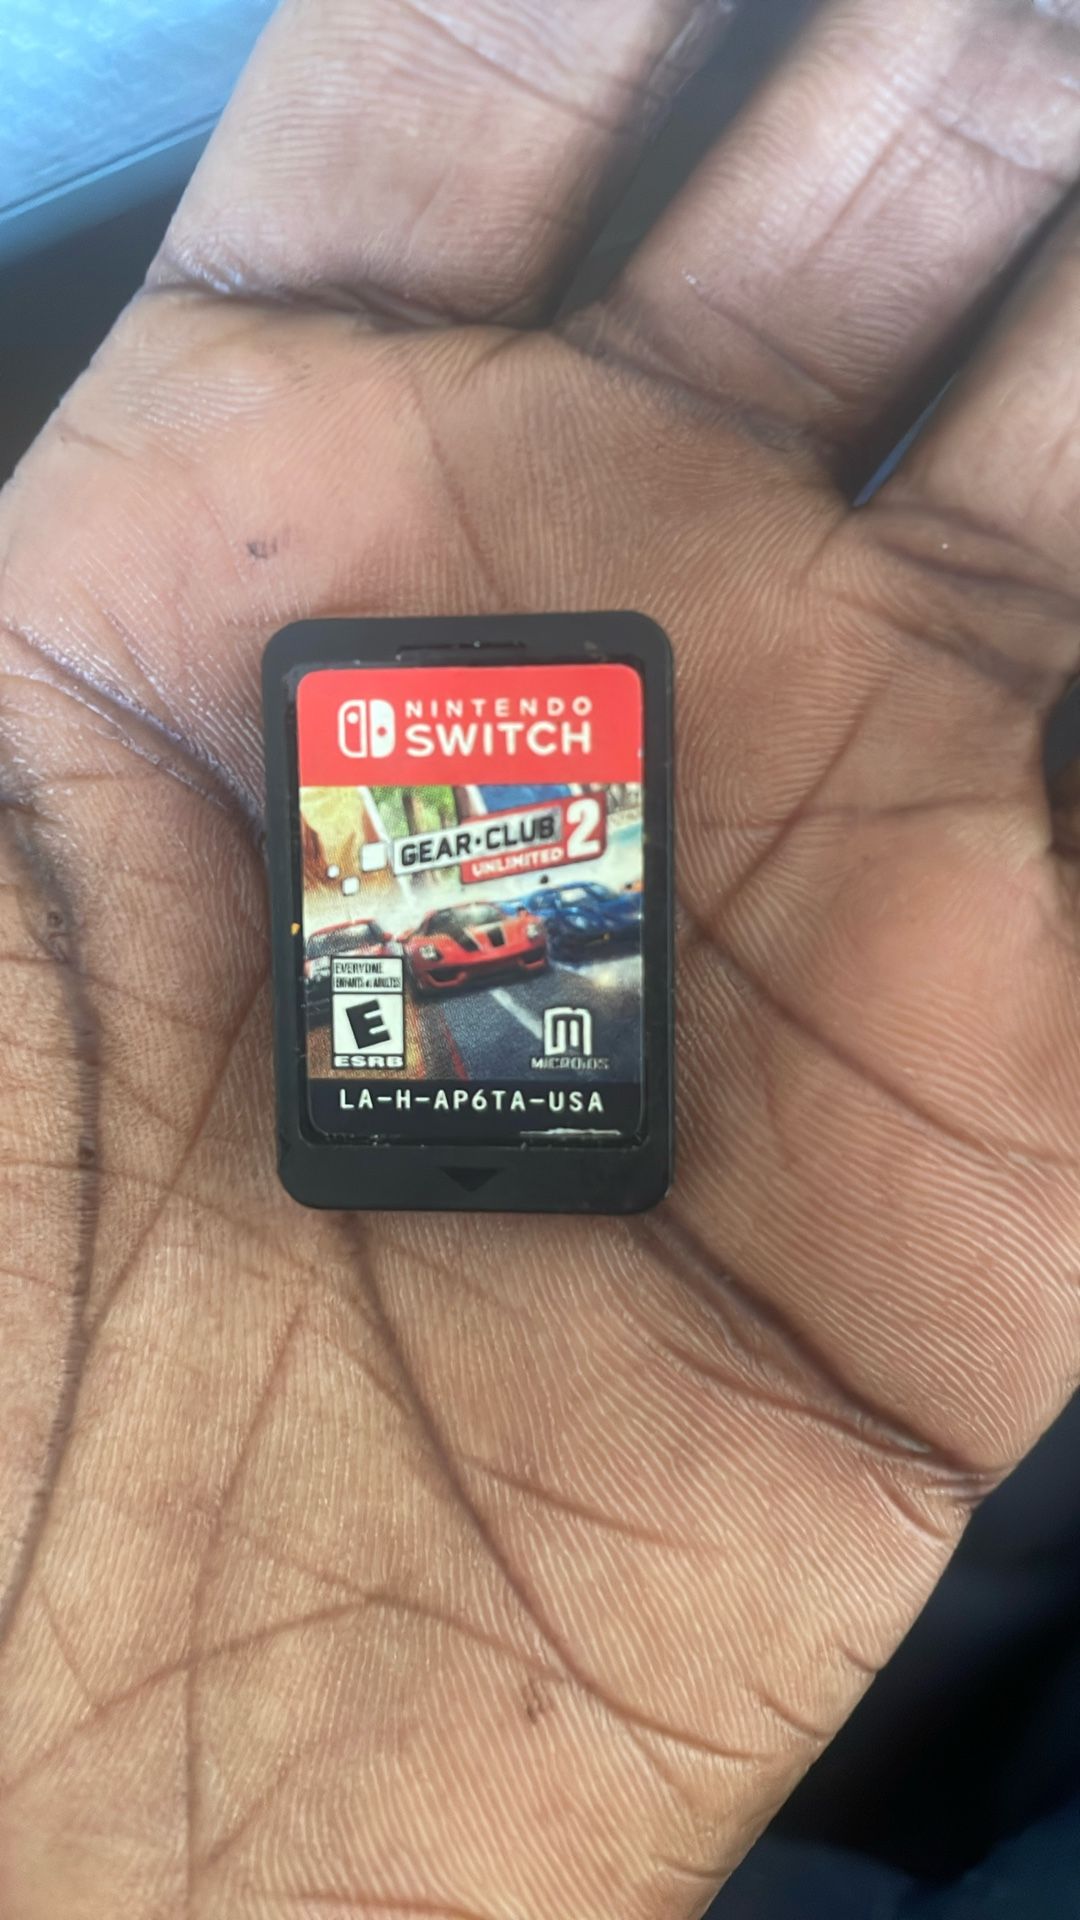 NINTENDO
SWITCH
GEAR·CLUB 2
UNLIMITED
EVERYONE
ENFANTS et ADULTES
E
ESRB
MICROIDS
LA-H-AP6TA-USA